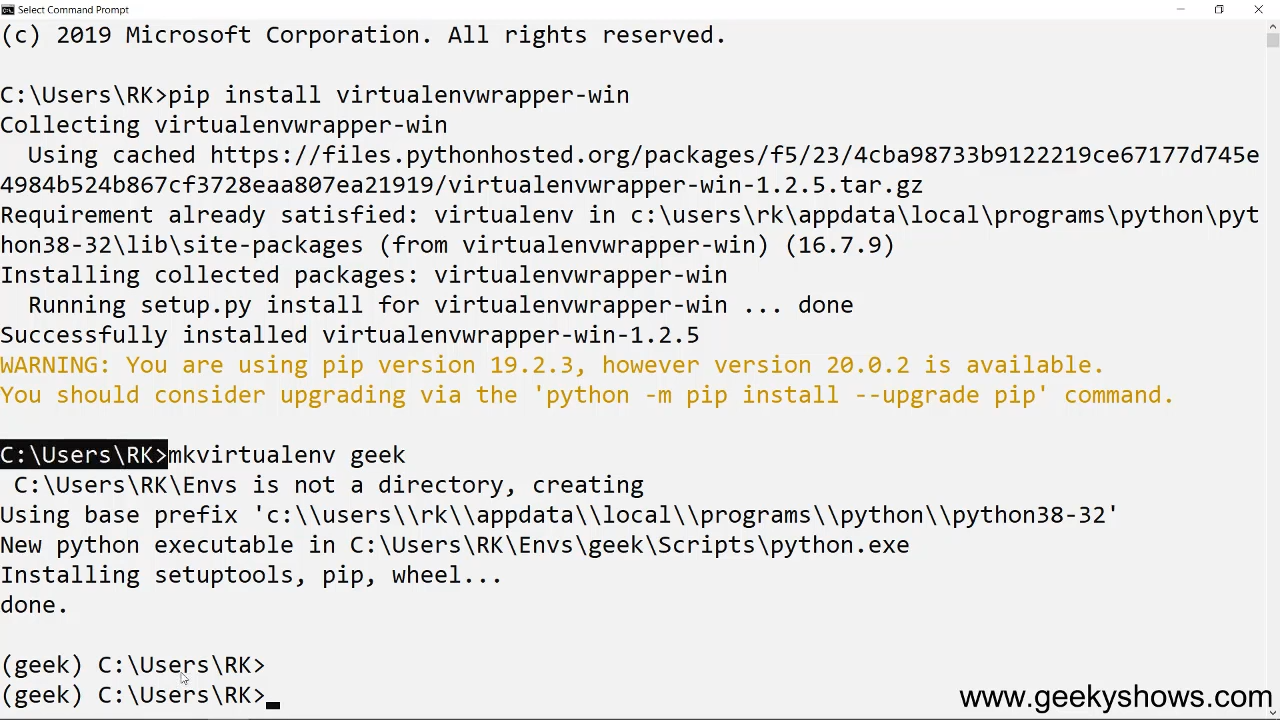 Select Command Prompt
(c) 2019 Microsoft Corporation. All rights reserved.
C:\Users\RK>pip install virtualenvwrapper-win
Collecting virtualenvwrapper-win
  Using cached https://files.pythonhosted.org/packages/f5/23/4cba98733b9122219ce67177d745e
4984b524b867cf3728eaa807ea21919/virtualenvwrapper-win-1.2.5.tar.gz
Requirement already satisfied: virtualenv in c:\users\rk\appdata\local\programs\python\pyt
hon38-32\lib\site-packages (from virtualenvwrapper-win) (16.7.9)
Installing collected packages: virtualenvwrapper-win
  Running setup.py install for virtualenvwrapper-win ... done
Successfully installed virtualenvwrapper-win-1.2.5
WARNING: You are using pip version 19.2.3, however version 20.0.2 is available.
You should consider upgrading via the 'python -m pip install --upgrade pip' command.
C:\Users\RK>mkvirtualenv geek
 C:\Users\RK\Envs is not a directory, creating
Using base prefix 'c:\\users\\rk\\appdata\\local\\programs\\python\\python38-32'
New python executable in C:\Users\RK\Envs\geek\Scripts\python.exe
Installing setuptools, pip, wheel...
done.
(geek) C:\Users\RK>
(geek) C:\Users\RK>
www.geekyshows.com